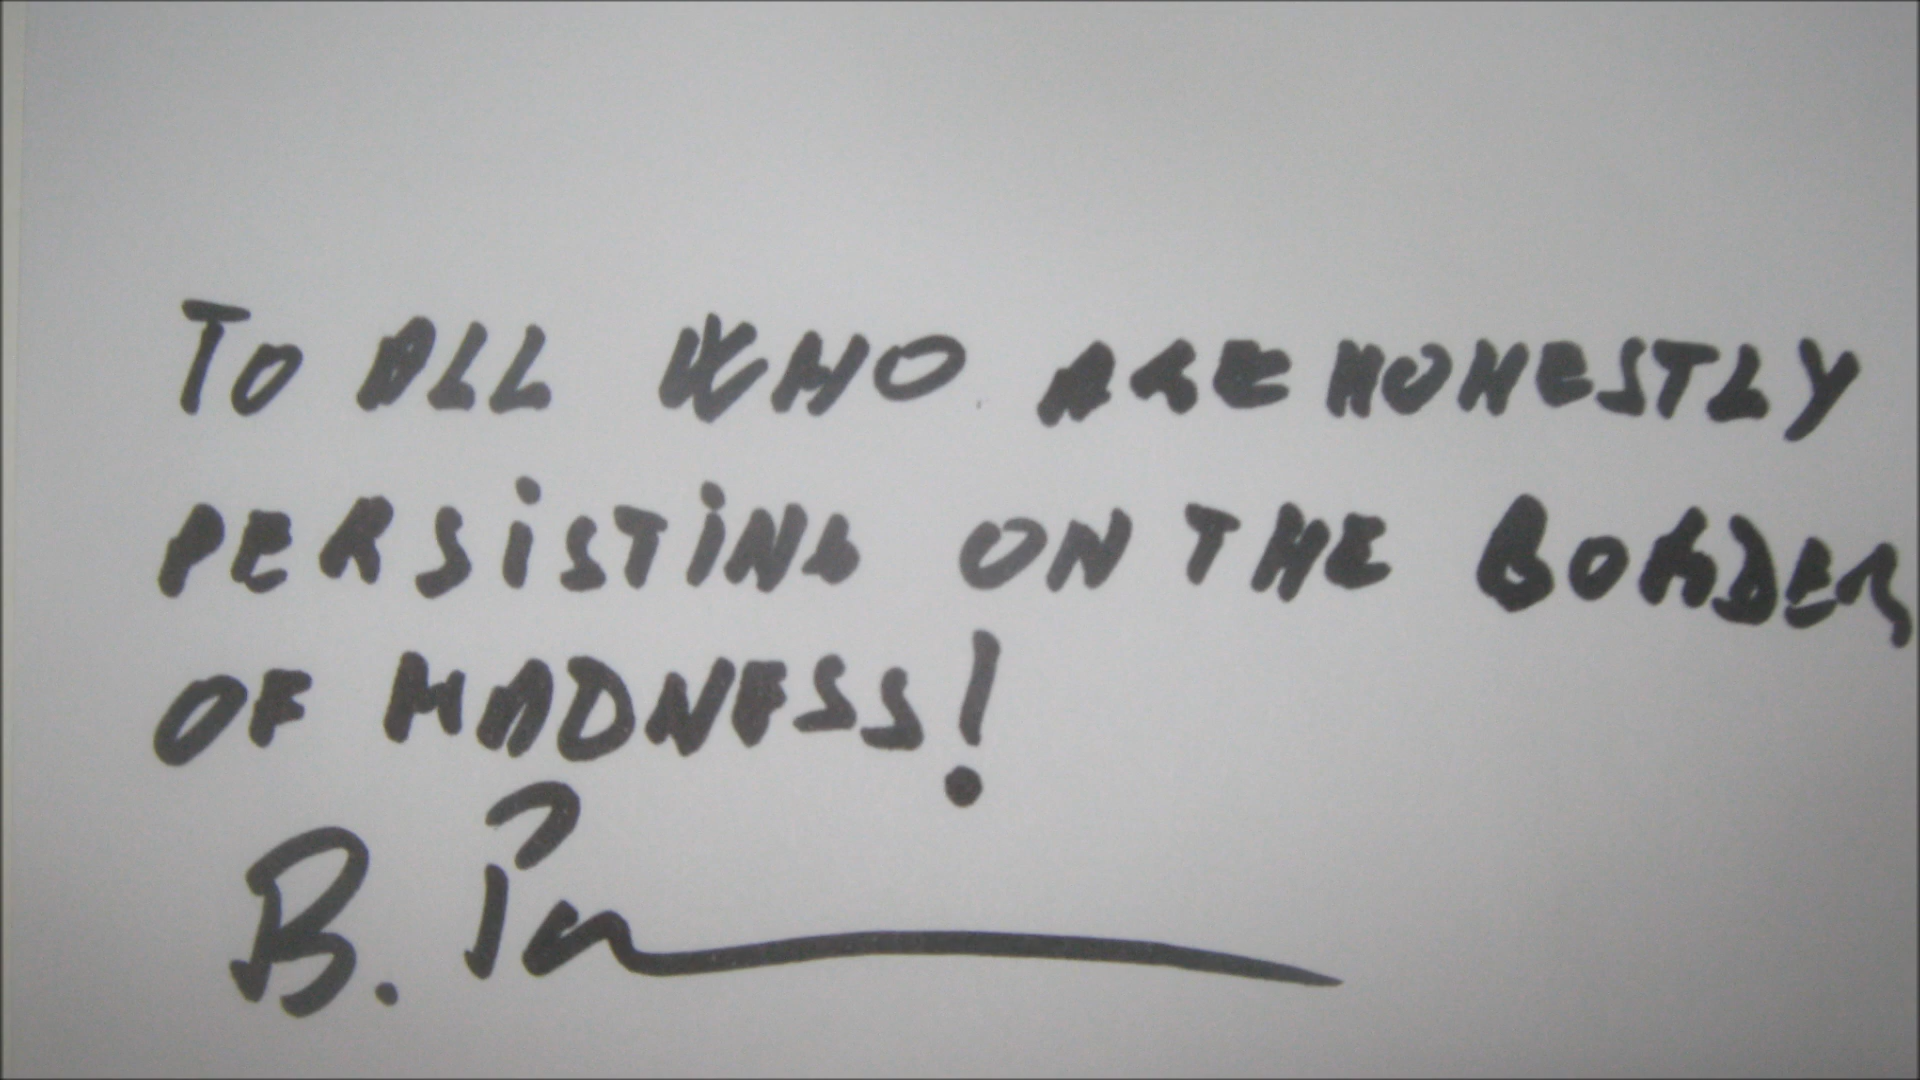 To ALL WHO ARE HONESTLY
PERSISTING ON THE BORDER
OF MADNESS!
B.